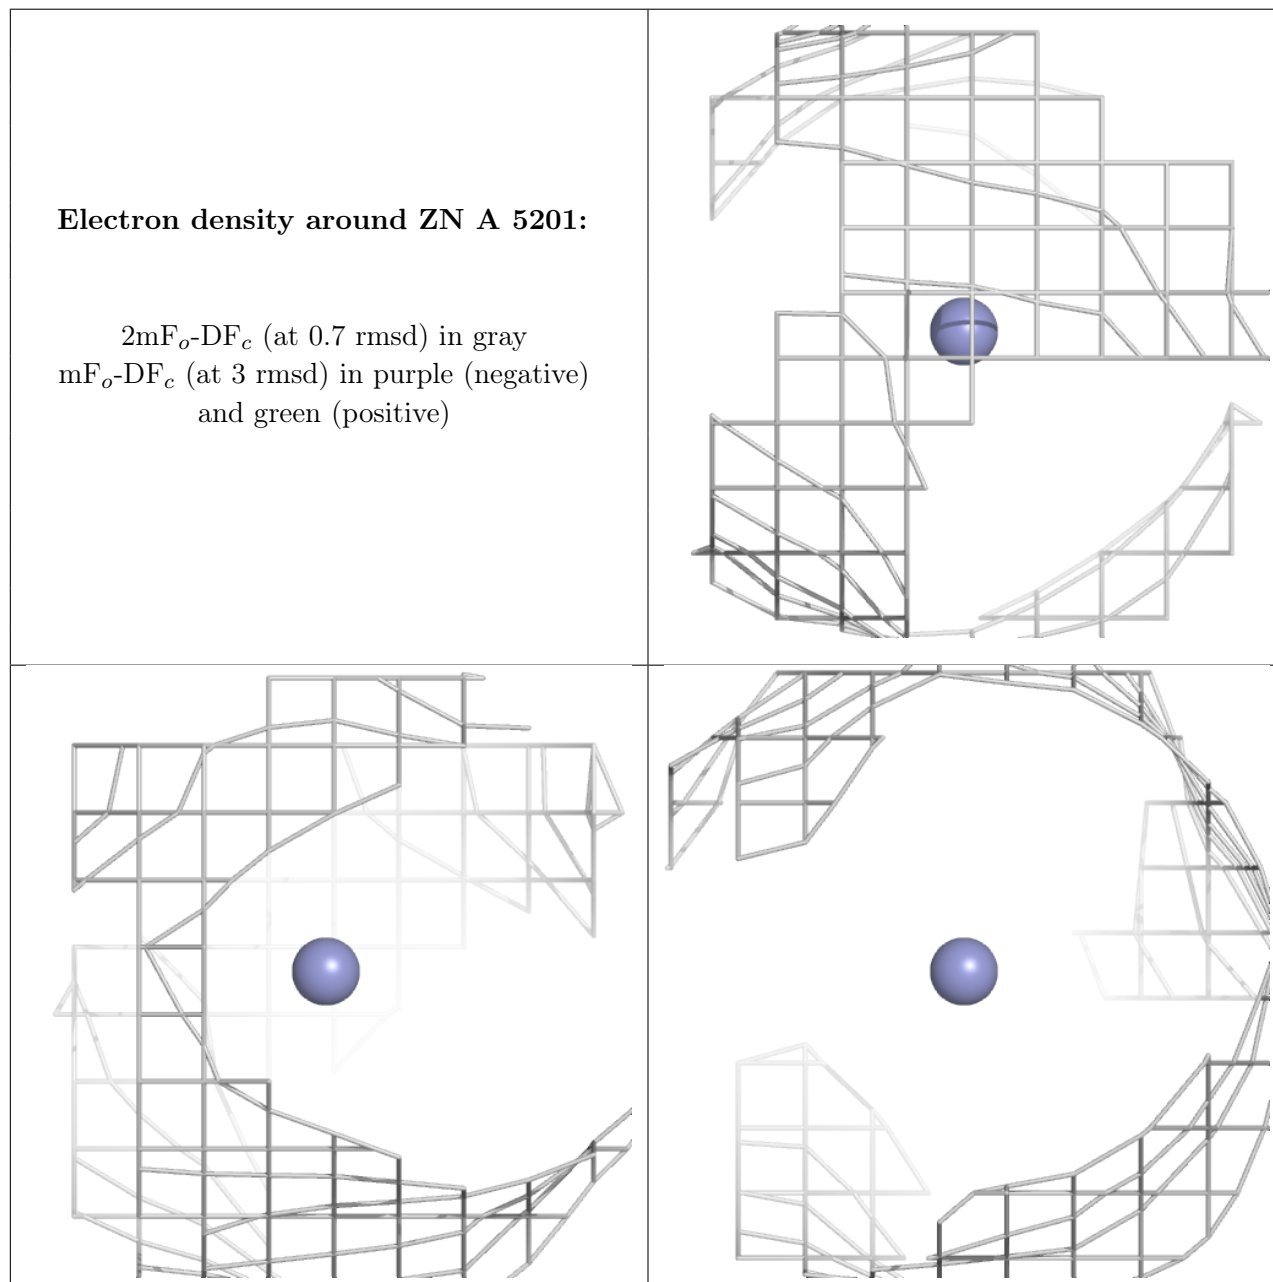 Electron density around ZN A 5201:
2mFo-DFc (at 0.7 rmsd) in gray
mFo-DFc (at 3 rmsd) in purple (negative)
and green (positive)